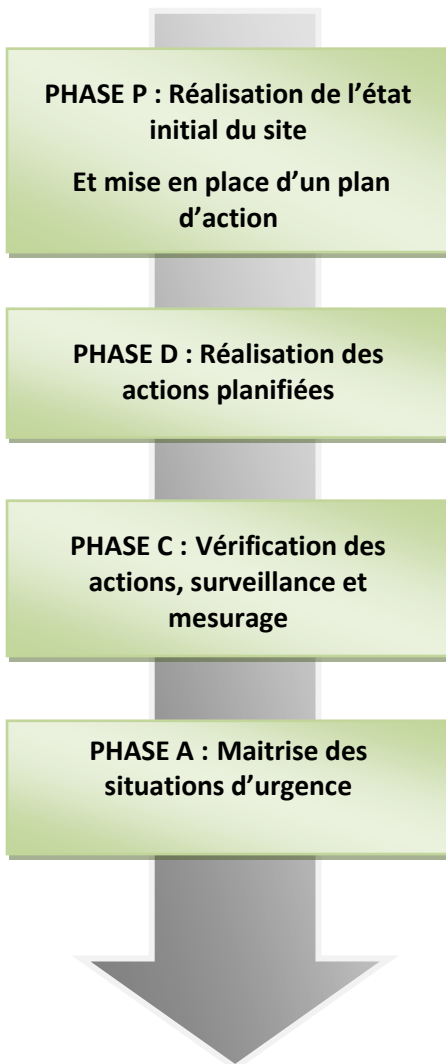 PHASE P : Réalisation de l’état
initial du site
Et mise en place d’un plan
d’action
PHASE D : Réalisation des
actions planifiées
PHASE C : Vérification des
actions, surveillance et
mesurage
PHASE A : Maitrise des
situations d’urgence